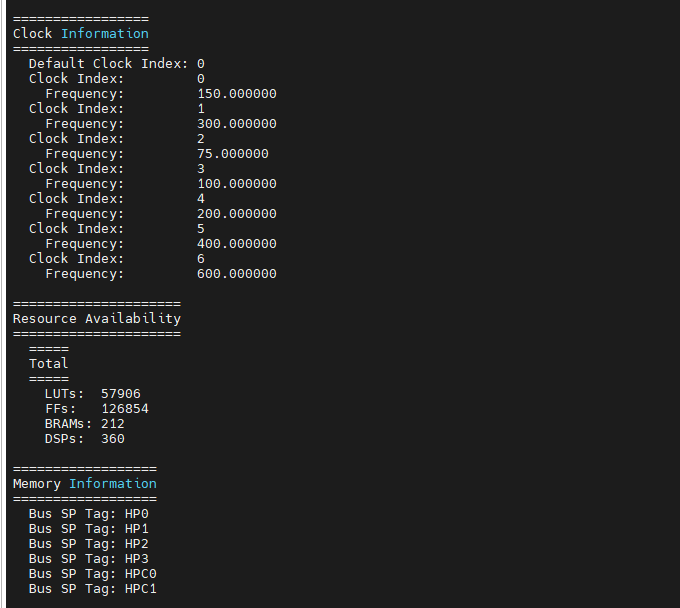 =================
Clock Information
=================
  Default Clock Index: 0
  Clock Index:         0
    Frequency:         150.000000
  Clock Index:         1
    Frequency:         300.000000
  Clock Index:         2
    Frequency:         75.000000
  Clock Index:         3
    Frequency:         100.000000
  Clock Index:         4
    Frequency:         200.000000
  Clock Index:         5
    Frequency:         400.000000
  Clock Index:         6
    Frequency:         600.000000

=====================
Resource Availability
=====================
  =====
  Total
  =====
    LUTs:  57906
    FFs:   126854
    BRAMs: 212
    DSPs:  360

==================
Memory Information
==================
  Bus SP Tag: HP0
  Bus SP Tag: HP1
  Bus SP Tag: HP2
  Bus SP Tag: HP3
  Bus SP Tag: HPC0
  Bus SP Tag: HPC1